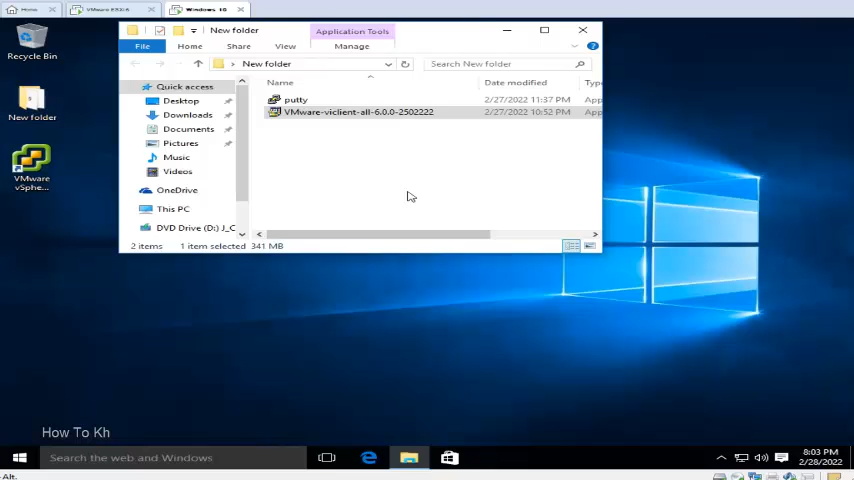 Home
VMware ESXi 6
Windows 10
New folder
Application Tools
File
Home
Share
View
Manage
New folder
Search New folder
Name
Date modified
Type
Quick access
putty
2/27/2022 11:37 PM
App
Desktop
VMware-viclient-all-6.0.0-2502222
2/27/2022 10:52 PM
App
Downloads
Documents
Pictures
Music
Videos
OneDrive
This PC
DVD Drive (D:) J_C
2 items
1 item selected
341 MB
Recycle Bin
New folder
VMware
vSphe...
How To Kh
Search the web and Windows
8:03 PM
2/28/2022
Alt.